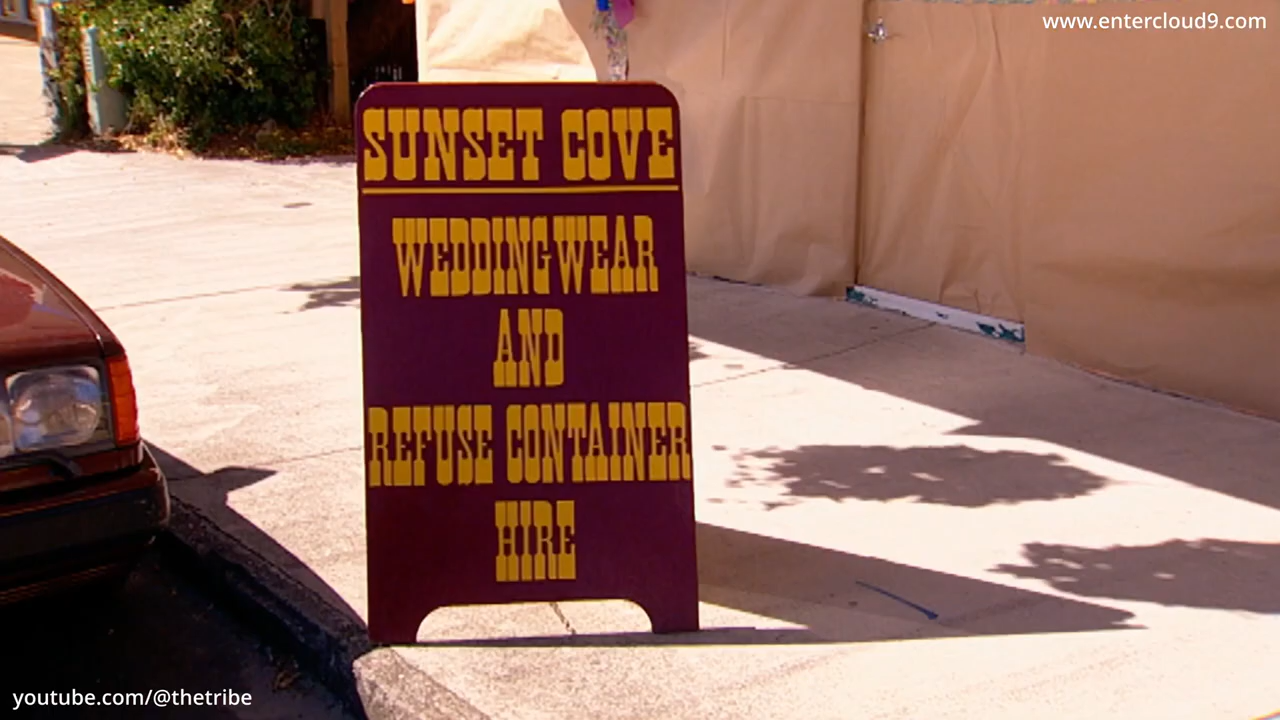 www.entercloud9.com
SUNSET COVE
WEDDING WEAR
AND
REFUSE CONTAINER
HIRE
youtube.com/@thetribe